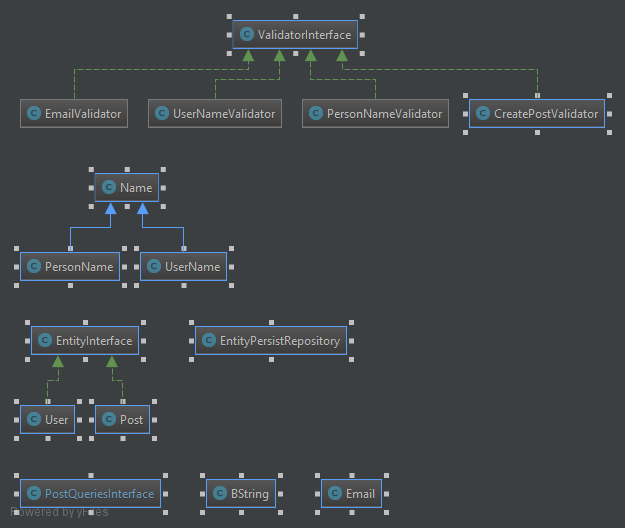 ValidatorInterface
EmailValidator
UserNameValidator
PersonNameValidator
CreatePostValidator
Name
PersonName
UserName
EntityInterface
EntityPersistRepository
User
Post
PostQueriesInterface
BString
Email
Powered by yFiles